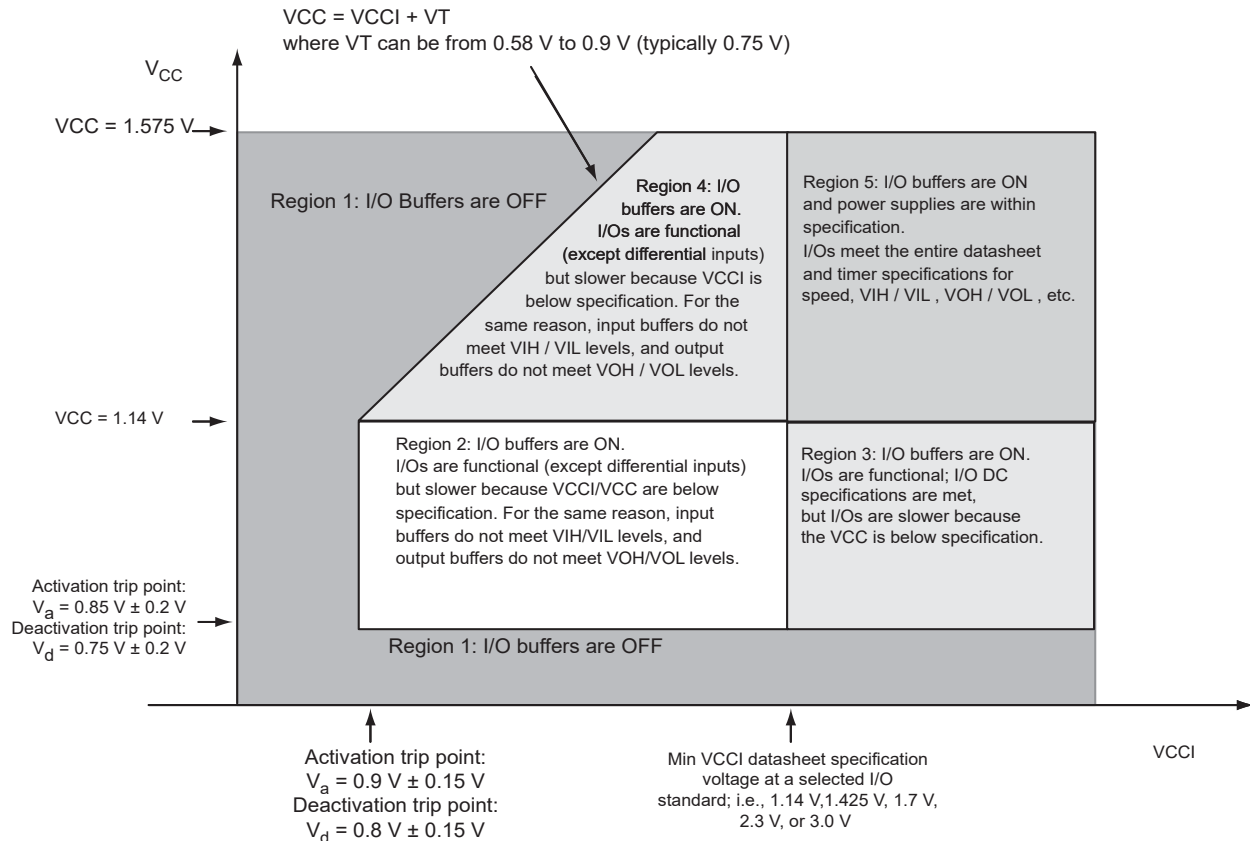 VCC = VCCI + VT
where VT can be from 0.58 V to 0.9 V (typically 0.75 V)
VCC
VCC = 1.575 V
Region 1: I/O Buffers are OFF
Region 4: I/O
buffers are ON.
I/Os are functional
(except differential inputs)
but slower because VCCI is
below specification. For the
same reason, input buffers do not
meet VIH / VIL levels, and output
buffers do not meet VOH / VOL levels.
Region 5: I/O buffers are ON
and power supplies are within
specification.
I/Os meet the entire datasheet
and timer specifications for
speed, VIH / VIL , VOH / VOL , etc.
VCC = 1.14 V
Region 2: I/O buffers are ON.
I/Os are functional (except differential inputs)
but slower because VCCI/VCC are below
specification. For the same reason, input
buffers do not meet VIH/VIL levels, and
output buffers do not meet VOH/VOL levels.
Region 3: I/O buffers are ON.
I/Os are functional; I/O DC
specifications are met,
but I/Os are slower because
the VCC is below specification.
Activation trip point:
Va = 0.85 V ± 0.2 V
Deactivation trip point:
Vd = 0.75 V ± 0.2 V
Region 1: I/O buffers are OFF
Activation trip point:
Va = 0.9 V ± 0.15 V
Deactivation trip point:
Vd = 0.8 V ± 0.15 V
Min VCCI datasheet specification
voltage at a selected I/O
standard; i.e., 1.14 V,1.425 V, 1.7 V,
2.3 V, or 3.0 V
VCCI